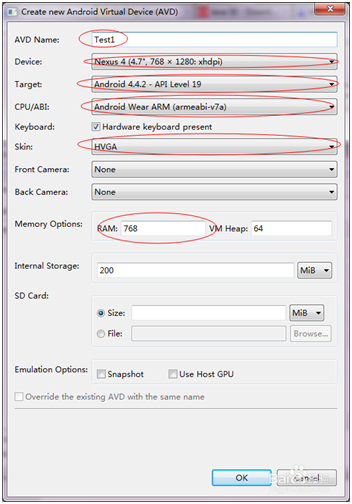 Create new Android Virtual Device (AVD)
AVD Name: Test1
Device: Nexus 4 (4.7", 768 × 1280: xhdpi)
Target: Android 4.4.2 - API Level 19
CPU/ABI: Android Wear ARM (armeabi-v7a)
Keyboard: Hardware keyboard present
Skin: HVGA
Front Camera: None
Back Camera: None
Memory Options: RAM: 768 VM Heap: 64
Internal Storage: 200 MiB
SD Card:
Size: MiB
File: Browse...
Emulation Options: Snapshot Use Host GPU
Override the existing AVD with the same name
OK Cancel